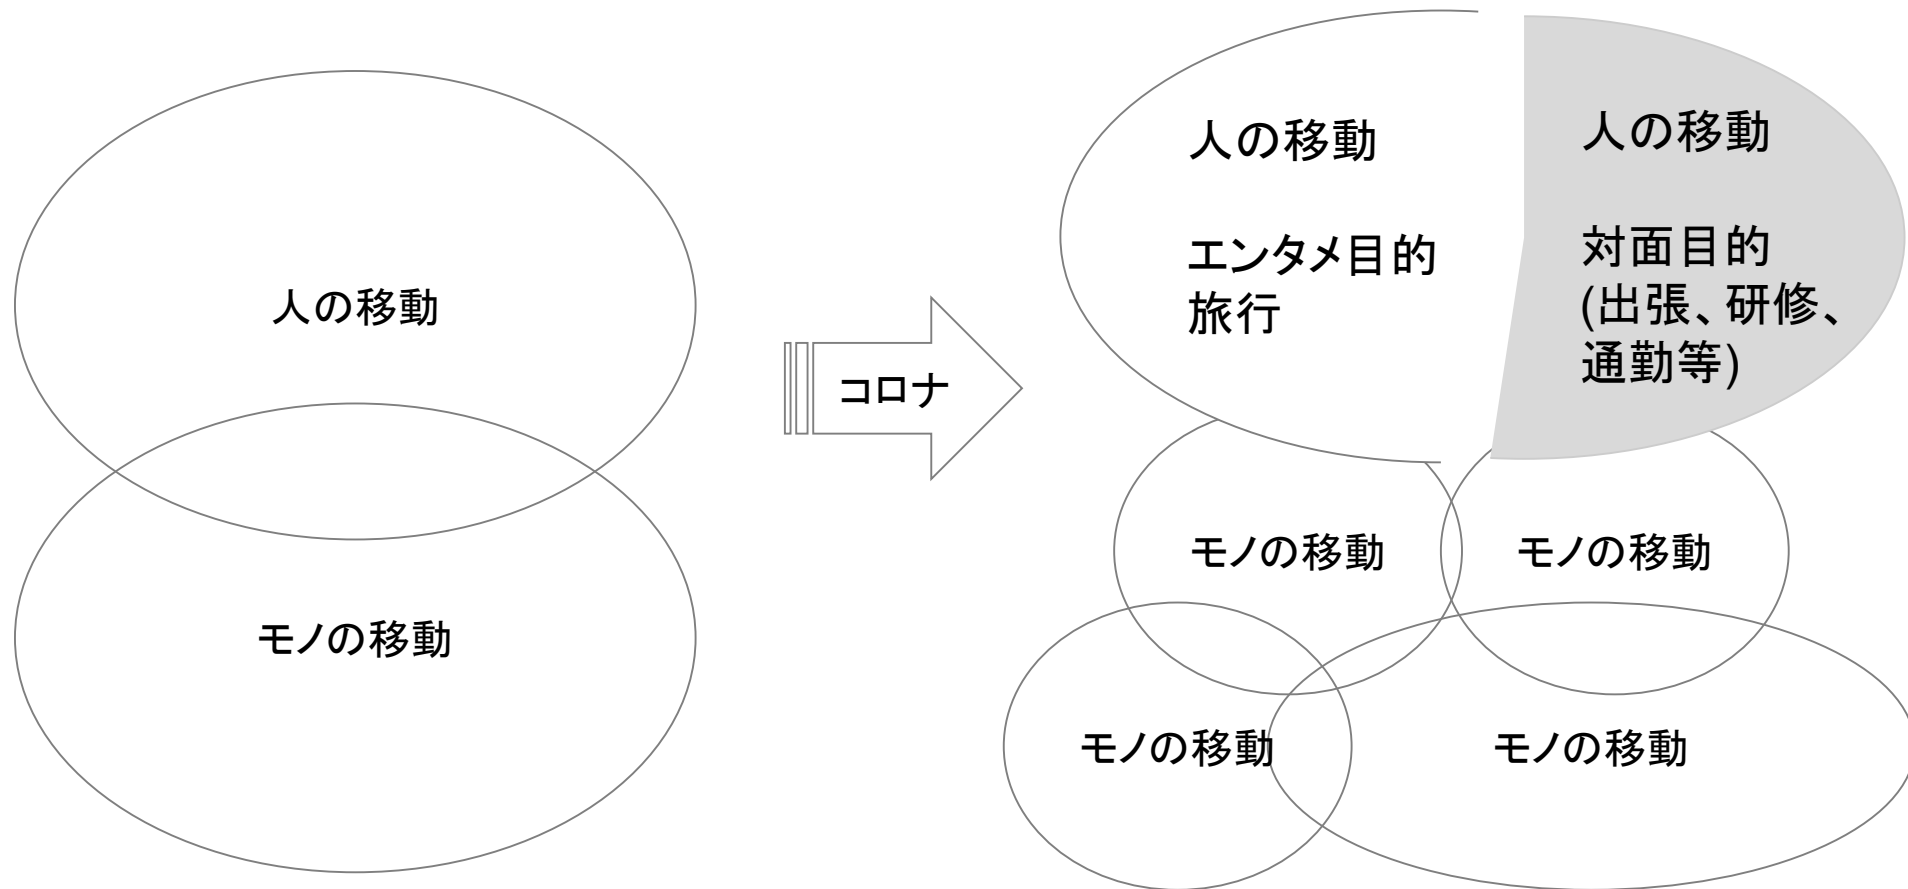 人の移動
モノの移動
コロナ
人の移動
エンタメ目的
旅行
人の移動
対面目的
(出張、研修、
通勤等)
モノの移動
モノの移動
モノの移動
モノの移動